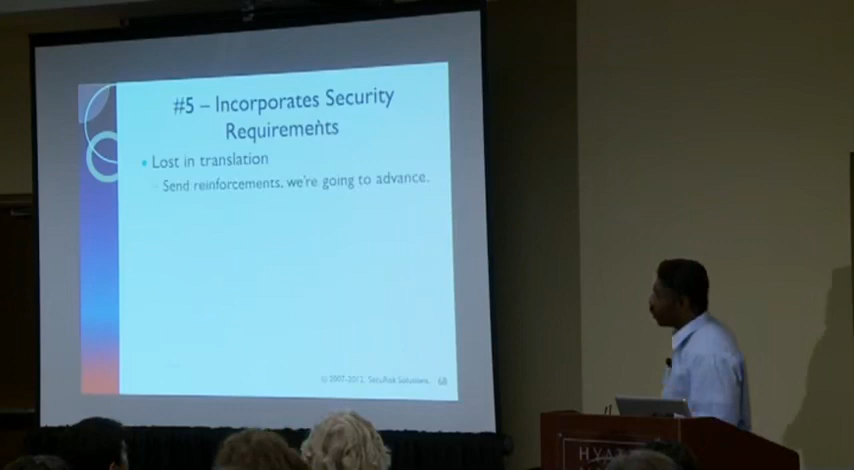 #5 – Incorporates Security
Requirements
• Lost in translation
Send reinforcements, we're going to advance.
© 2007-2012, SecuRisk Solutions. 68
HYATT